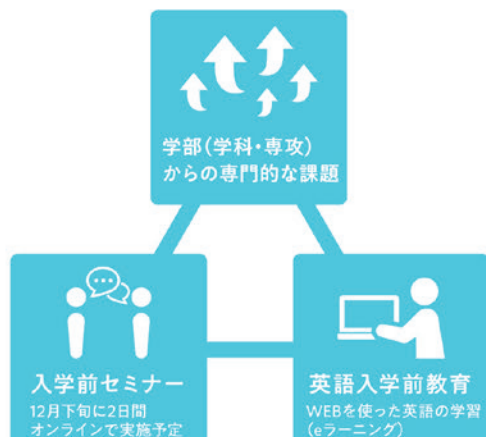 学部(学科・専攻)
からの専門的な課題
入学前セミナー
12月下旬に2日間
オンラインで実施予定
英語入学前教育
WEBを使った英語の学習
(eラーニング)